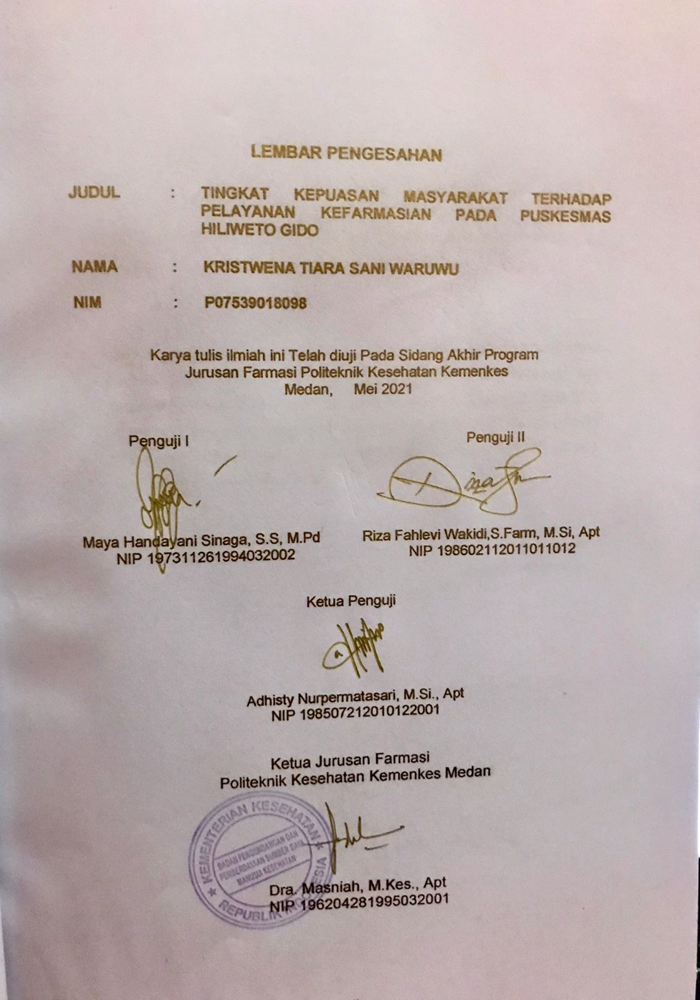 LEMBAR PENGESAHAN
JUDUL : TINGKAT KEPUASAN MASYARAKAT TERHADAP
PELAYANAN KEFARMASIAN PADA PUSKESMAS
HILIWETO GIDO
NAMA : KRISTWENA TIARA SANI WARUWU
NIM : P07539018098
Karya tulis ilmiah ini Telah diuji Pada Sidang Akhir Program
Jurusan Farmasi Politeknik Kesehatan Kemenkes
Medan, Mei 2021
Penguji I
Penguji II
Maya Handayani Sinaga, S.S, M.Pd
NIP 197311261994032002
Riza Fahlevi Wakidi,S.Farm, M.Si, Apt
NIP 198602112011011012
Ketua Penguji
Adhisty Nurpermatasari, M.Si., Apt
NIP 198507212010122001
Ketua Jurusan Farmasi
Politeknik Kesehatan Kemenkes Medan
KEMENTERIAN KESEHATAN
BADAN PENGEMBANGAN DAN
PEMBERDAYAAN SUMBER DAYA
MANUSIA KESEHATAN
REPUBLIK INDONESIA
Dra. Masniah, M.Kes., Apt
NIP 196204281995032001